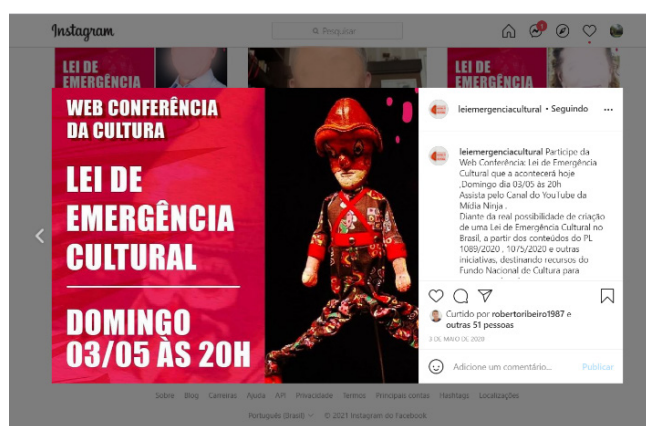 Instagram
Pesquisar
LEI DE
EMERGÊNCIA
LEI DE
EMERGÊNCIA
WEB CONFERÊNCIA
DA CULTURA
LEI DE
EMERGÊNCIA
CULTURAL
DOMINGO
03/05 ÀS 20H
leiemergenciacultural • Seguindo
leiemergenciacultural Participe da
Web Conferência: Lei de Emergência
Cultural que a acontecerá hoje
,Domingo dia 03/05 às 20h
Assista pelo Canal do YouTube da
Mídia Ninja .
Diante da real possibilidade de criação
de uma Lei de Emergência Cultural no
Brasil, a partir dos conteúdos do PL
1089/2020 , 1075/2020 e outras
iniciativas, destinando recursos do
Fundo Nacional de Cultura para
Curtido por robertoribeiro1987 e
outras 51 pessoas
3 DE MAIO DE 2020
Adicione um comentário... Publicar
Sobre Blog Carreiras Ajuda API Privacidade Termos Principais contas Hashtags Localizações
Português (Brasil) © 2021 Instagram do Facebook